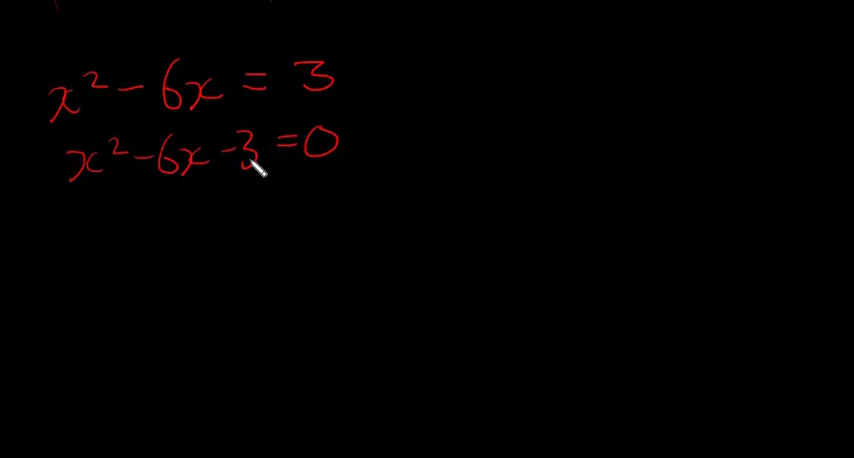 x² - 6x = 3
x² - 6x - 3 = 0